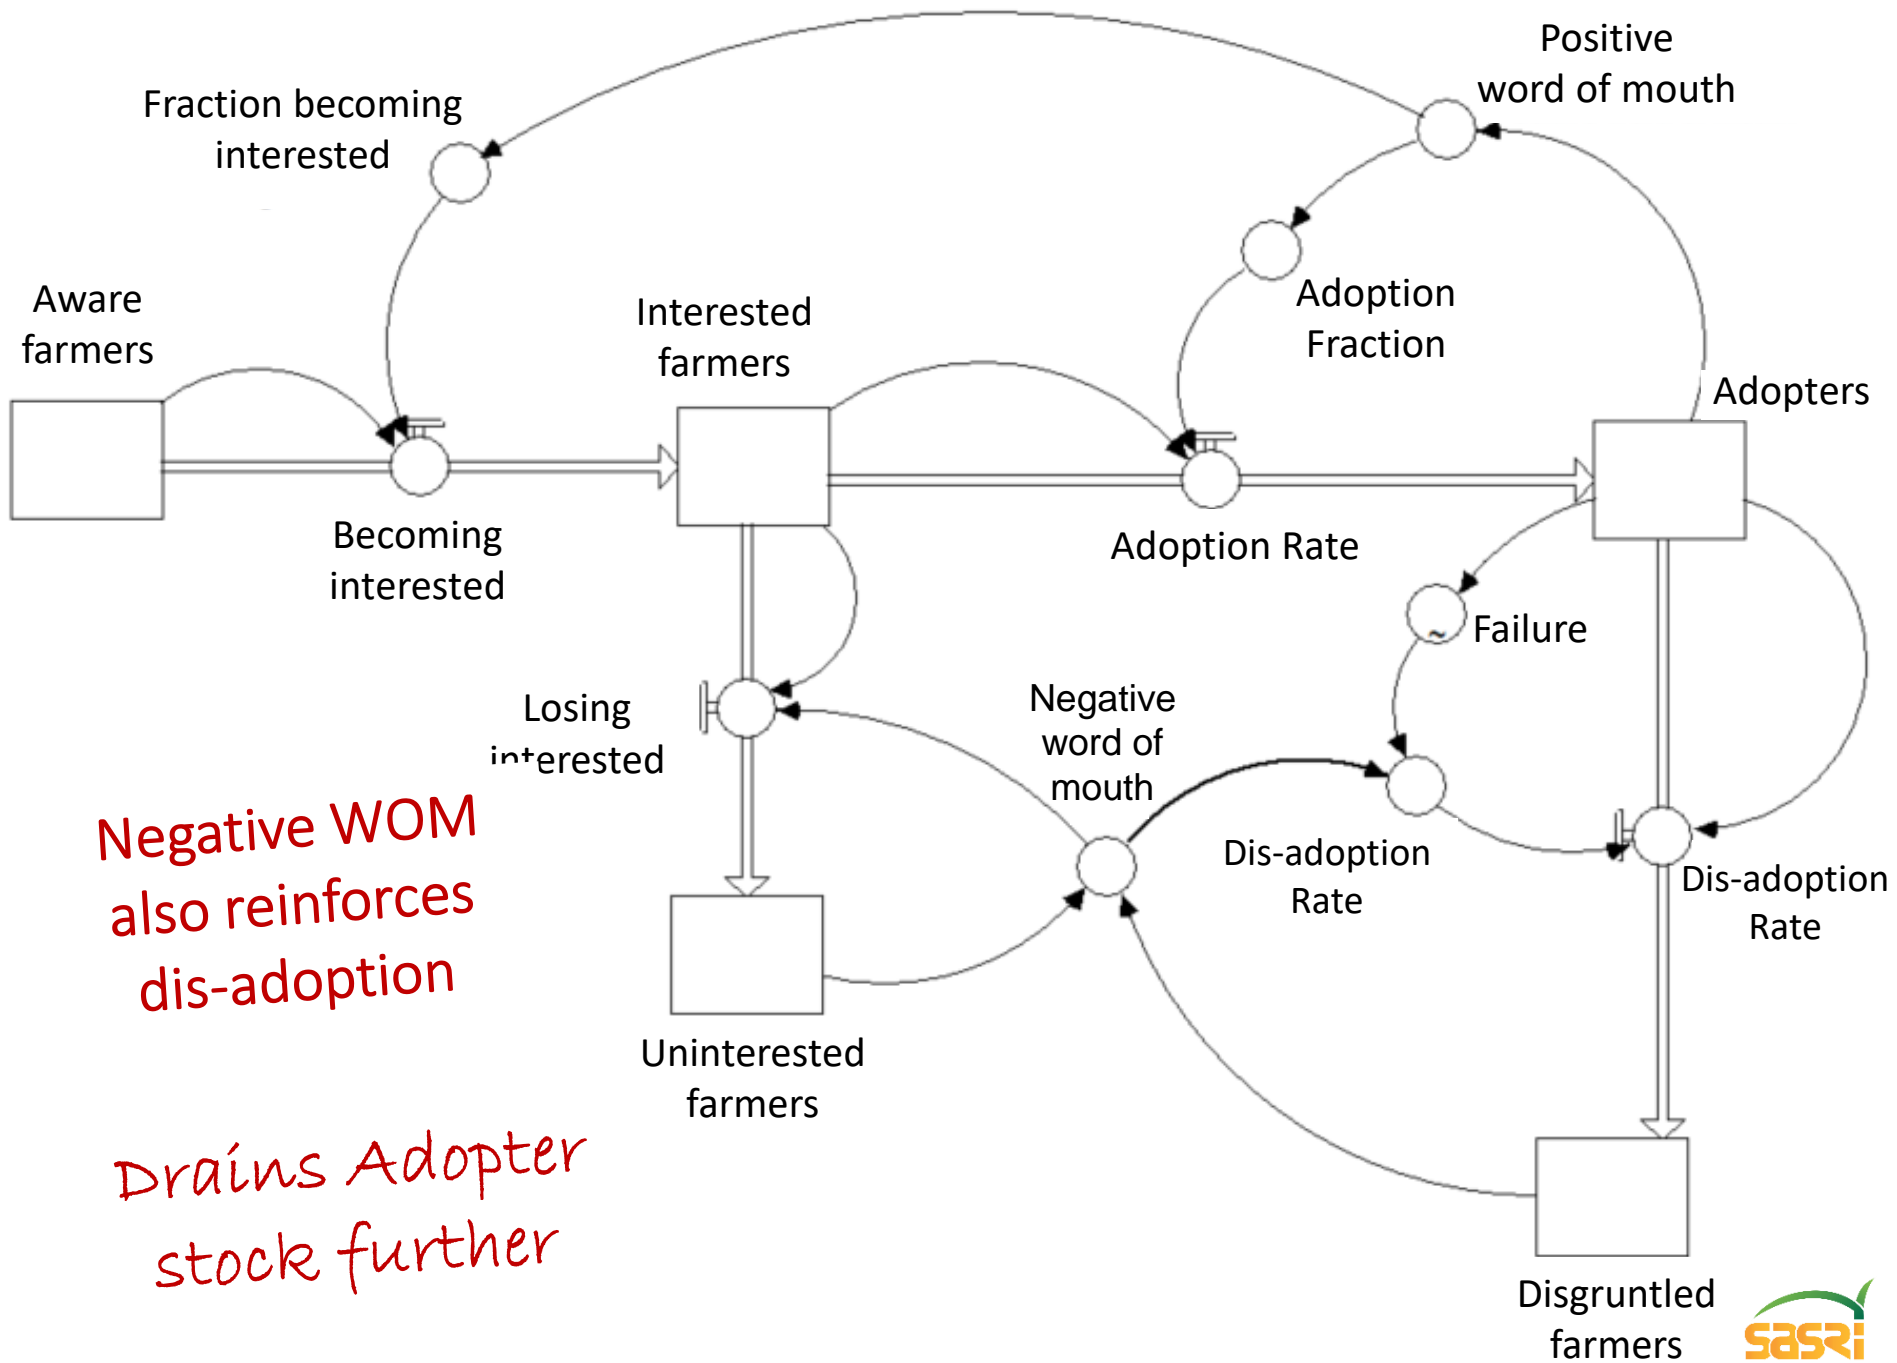 Positive
word of mouth
Fraction becoming
interested
Aware
farmers
Interested
farmers
Adoption
Fraction
Adopters
Becoming
interested
Adoption Rate
~
Failure
Losing
interested
Negative
word of
mouth
Dis-adoption
Rate
Dis-adoption
Rate
Negative WOM
also reinforces
dis-adoption
Uninterested
farmers
Drains Adopter
stock further
Disgruntled
farmers
sasri